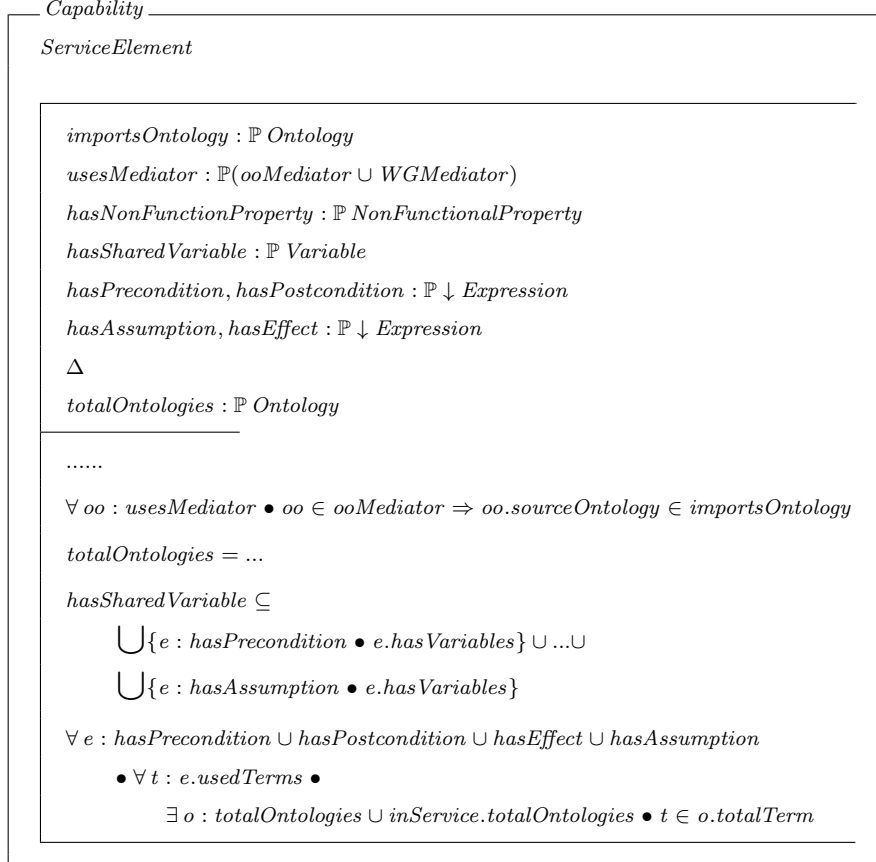 Capability
ServiceElement
importsOntology : ℙ Ontology
usesMediator : ℙ(ooMediator ∪ WGMediator)
hasNonFunctionProperty : ℙ NonFunctionalProperty
hasSharedVariable : ℙ Variable
hasPrecondition, hasPostcondition : ℙ ↓ Expression
hasAssumption, hasEffect : ℙ ↓ Expression
Δ
totalOntologies : ℙ Ontology
......
∀ oo : usesMediator • oo ∈ ooMediator ⇒ oo.sourceOntology ∈ importsOntology
totalOntologies = ...
hasSharedVariable ⊆
⋃{e : hasPrecondition • e.hasVariables} ∪ ...∪
⋃{e : hasAssumption • e.hasVariables}
∀ e : hasPrecondition ∪ hasPostcondition ∪ hasEffect ∪ hasAssumption
• ∀ t : e.usedTerms •
∃ o : totalOntologies ∪ inService.totalOntologies • t ∈ o.totalTerm